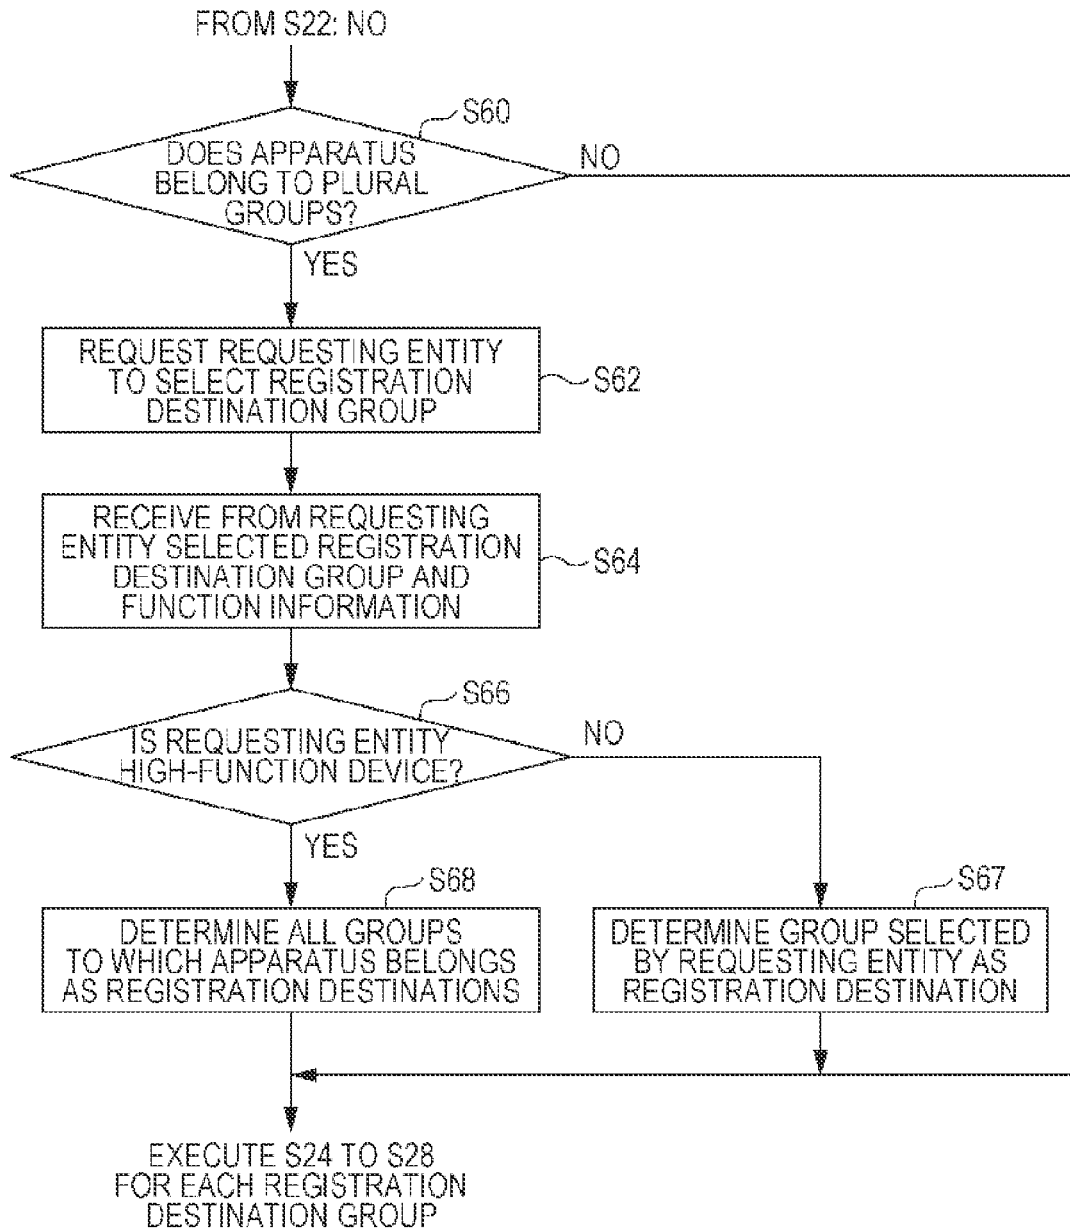 FROM S22: NO
S60
DOES APPARATUS
BELONG TO PLURAL
GROUPS?
NO
YES
REQUEST REQUESTING ENTITY
TO SELECT REGISTRATION
DESTINATION GROUP
S62
RECEIVE FROM REQUESTING
ENTITY SELECTED REGISTRATION
DESTINATION GROUP AND
FUNCTION INFORMATION
S64
S66
IS REQUESTING ENTITY
HIGH-FUNCTION DEVICE?
NO
YES
S68
DETERMINE ALL GROUPS
TO WHICH APPARATUS BELONGS
AS REGISTRATION DESTINATIONS
S67
DETERMINE GROUP SELECTED
BY REQUESTING ENTITY AS
REGISTRATION DESTINATION
EXECUTE S24 TO S28
FOR EACH REGISTRATION
DESTINATION GROUP